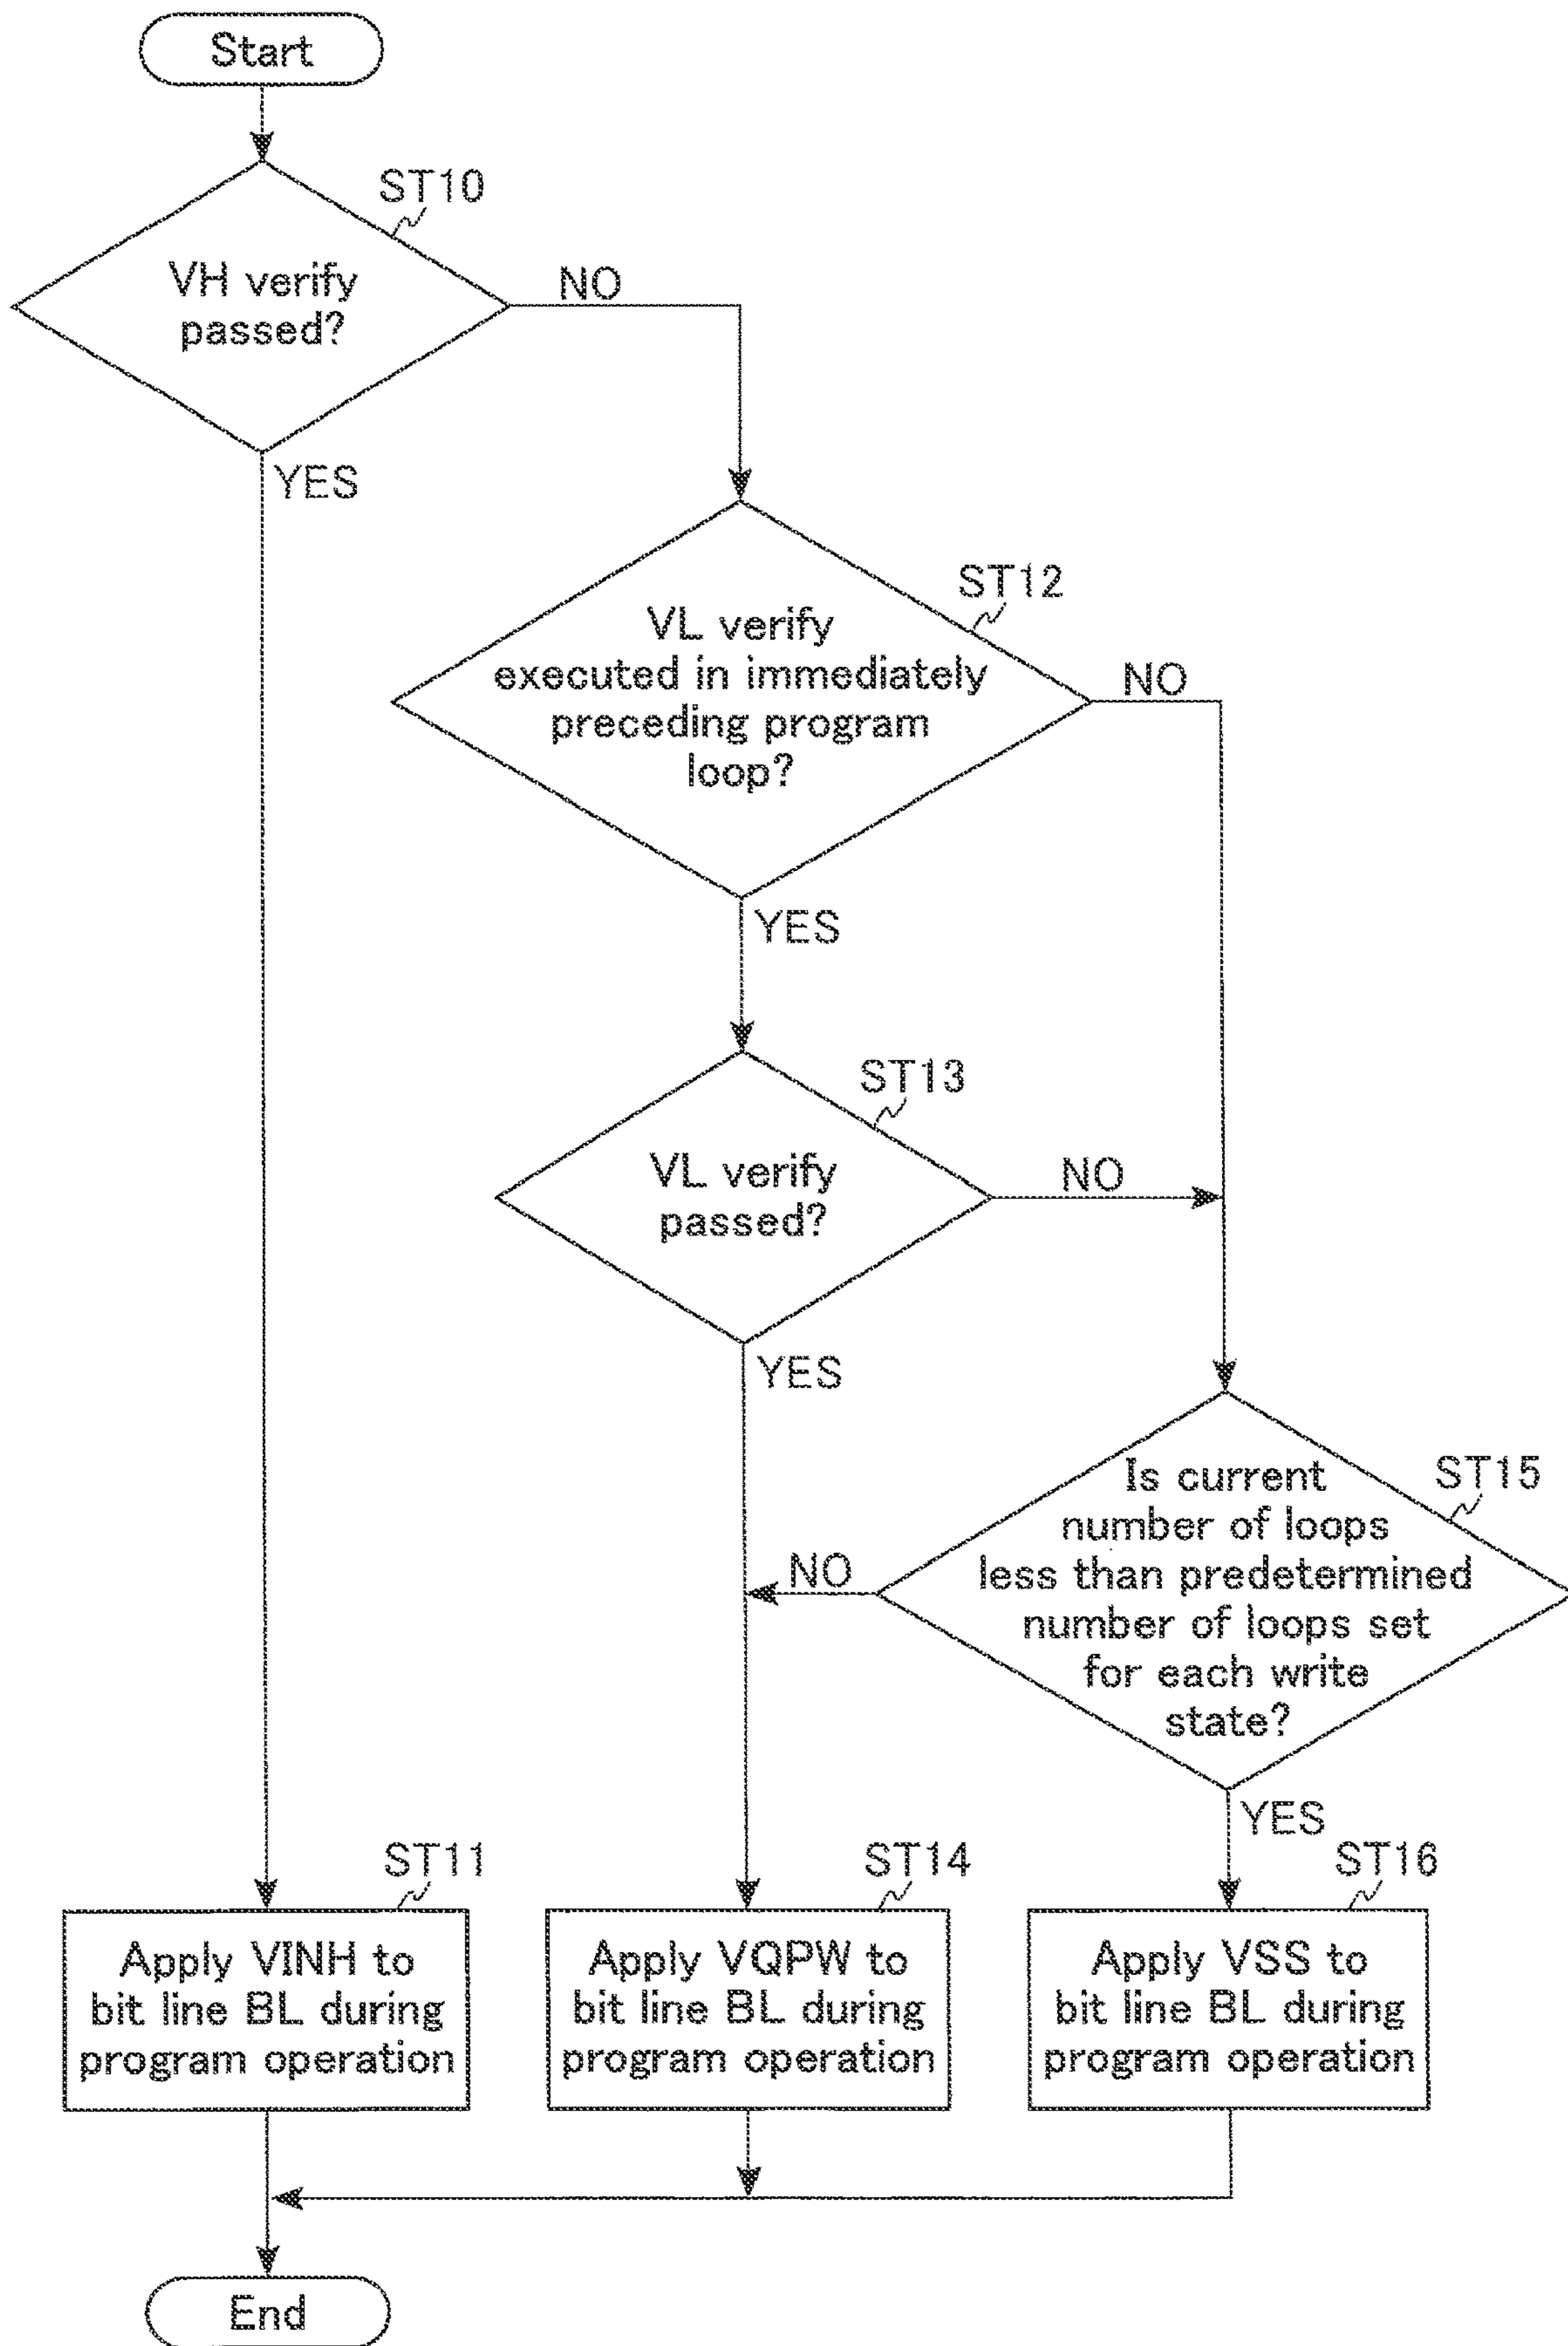 Start
ST10
VH verify
passed?
NO
YES
ST12
VL verify
executed in immediately
preceding program
loop?
NO
YES
ST13
VL verify
passed?
NO
YES
ST15
Is current
number of loops
less than predetermined
number of loops set
for each write
state?
NO
YES
ST11
Apply VINH to
bit line BL during
program operation
ST14
Apply VQPW to
bit line BL during
program operation
ST16
Apply VSS to
bit line BL during
program operation
End